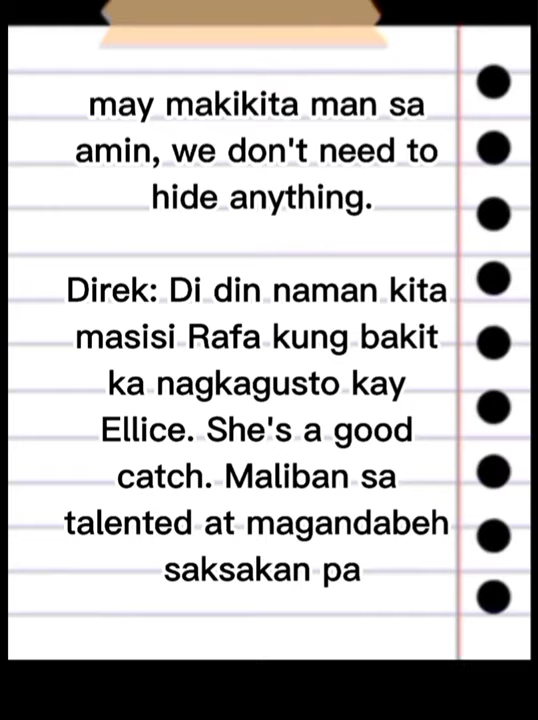 may makikita man sa
amin, we don't need to
hide anything.
Direk: Di din naman kita
masisi Rafa kung bakit
ka nagkagusto kay
Ellice. She's a good
catch. Maliban sa
talented at magandabeh
saksakan pa